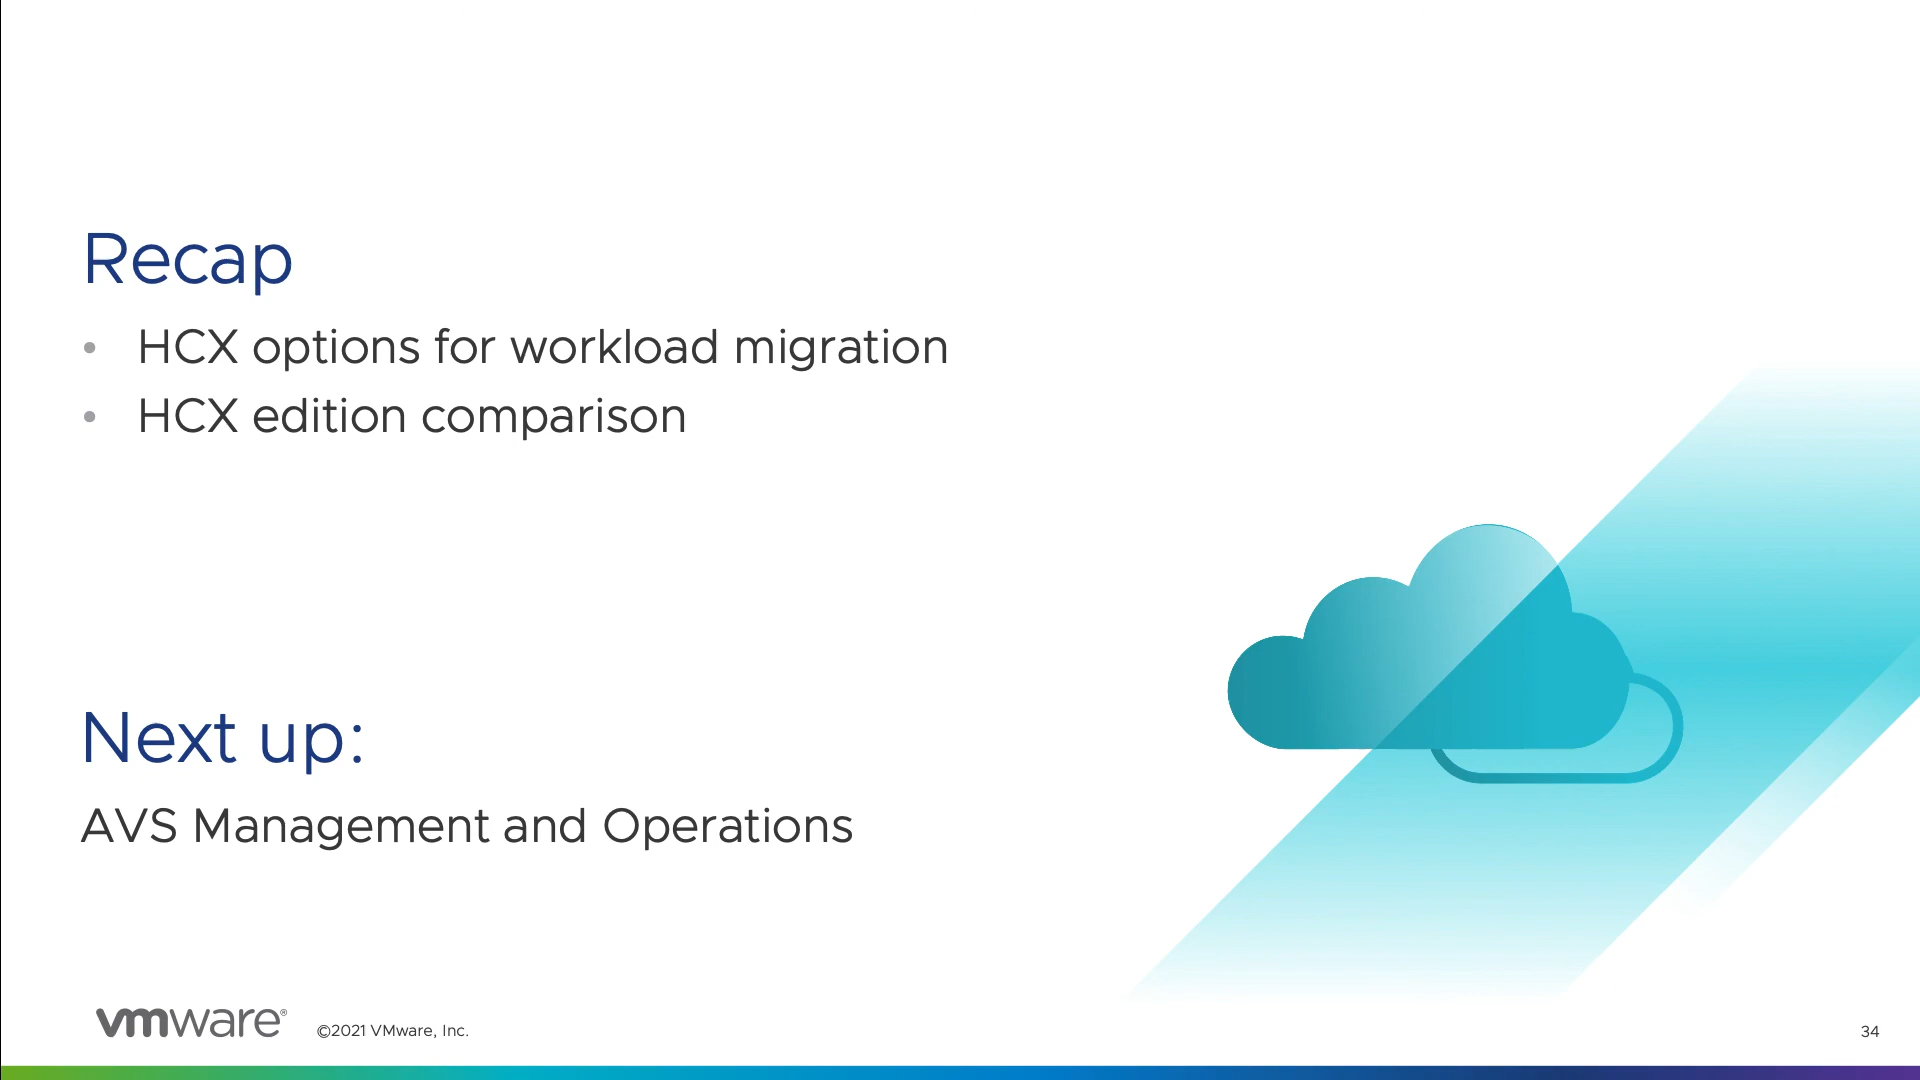 Recap
• HCX options for workload migration
• HCX edition comparison
Next up:
AVS Management and Operations
vmware® ©2021 VMware, Inc.
34